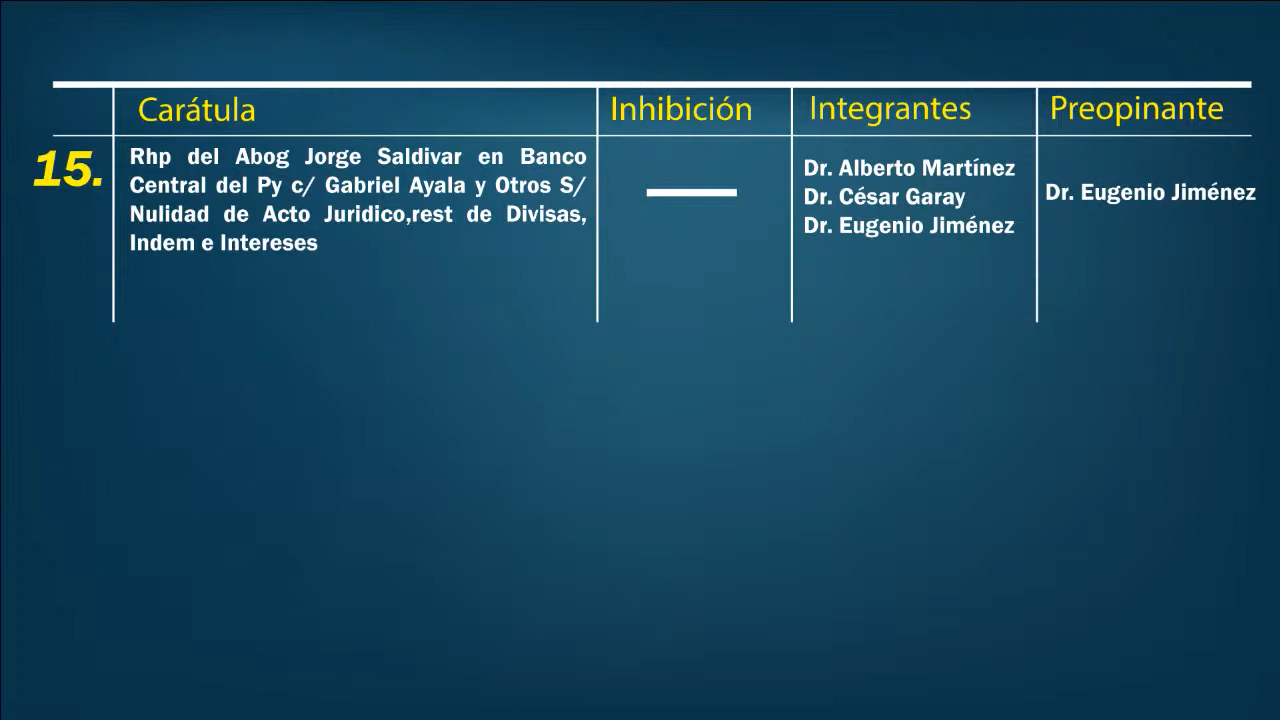 Carátula
Inhibición
Integrantes
Preopinante
15.
Rhp del Abog Jorge Saldivar en Banco
Central del Py c/ Gabriel Ayala y Otros S/
Nulidad de Acto Juridico,rest de Divisas,
Indem e Intereses
Dr. Alberto Martínez
Dr. César Garay
Dr. Eugenio Jiménez
Dr. Eugenio Jiménez